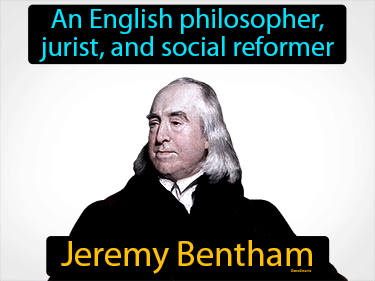 An English philosopher,
jurist, and social reformer
Jeremy Bentham